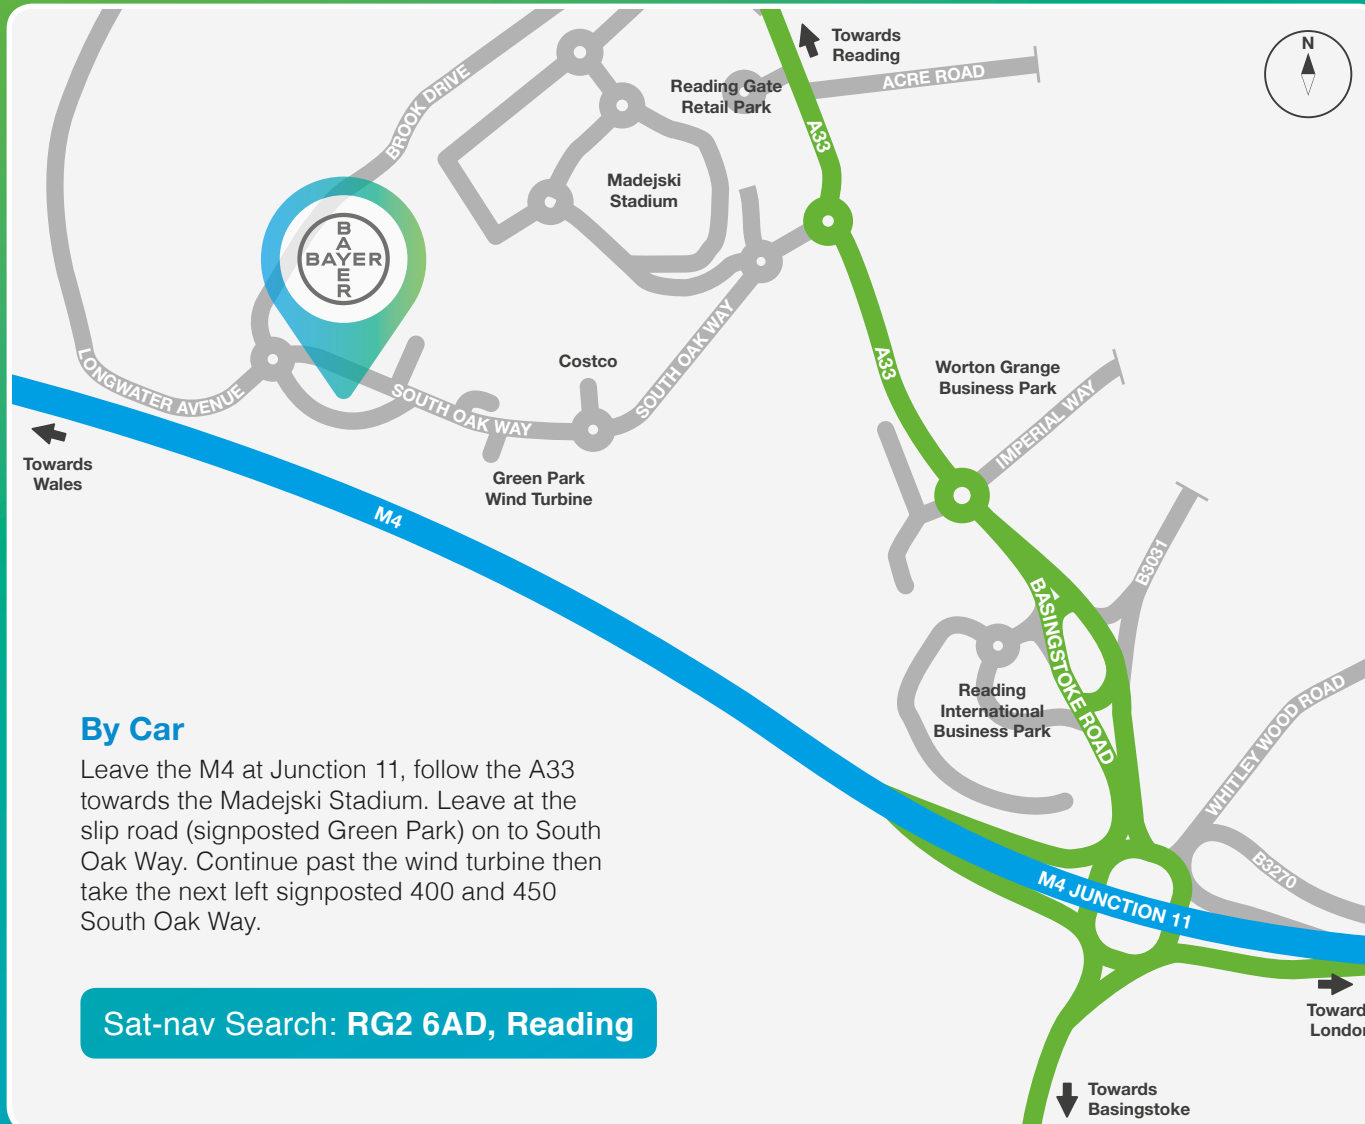 Towards
Reading
N
ACRE ROAD
Reading Gate
Retail Park
BROOK DRIVE
A33
Madejski
Stadium
BAYER
BAYER
SOUTH OAK WAY
A33
Costco
Worton Grange
Business Park
LONGWATER AVENUE
SOUTH OAK WAY
IMPERIAL WAY
Towards
Wales
Green Park
Wind Turbine
M4
B3031
BASINGSTOKE ROAD
Reading
International
Business Park
WHITLEY WOOD ROAD
By Car
Leave the M4 at Junction 11, follow the A33
towards the Madejski Stadium. Leave at the
slip road (signposted Green Park) on to South
Oak Way. Continue past the wind turbine then
take the next left signposted 400 and 450
South Oak Way.
B3270
M4 JUNCTION 11
Sat-nav Search: RG2 6AD, Reading
Toward
London
Towards
Basingstoke